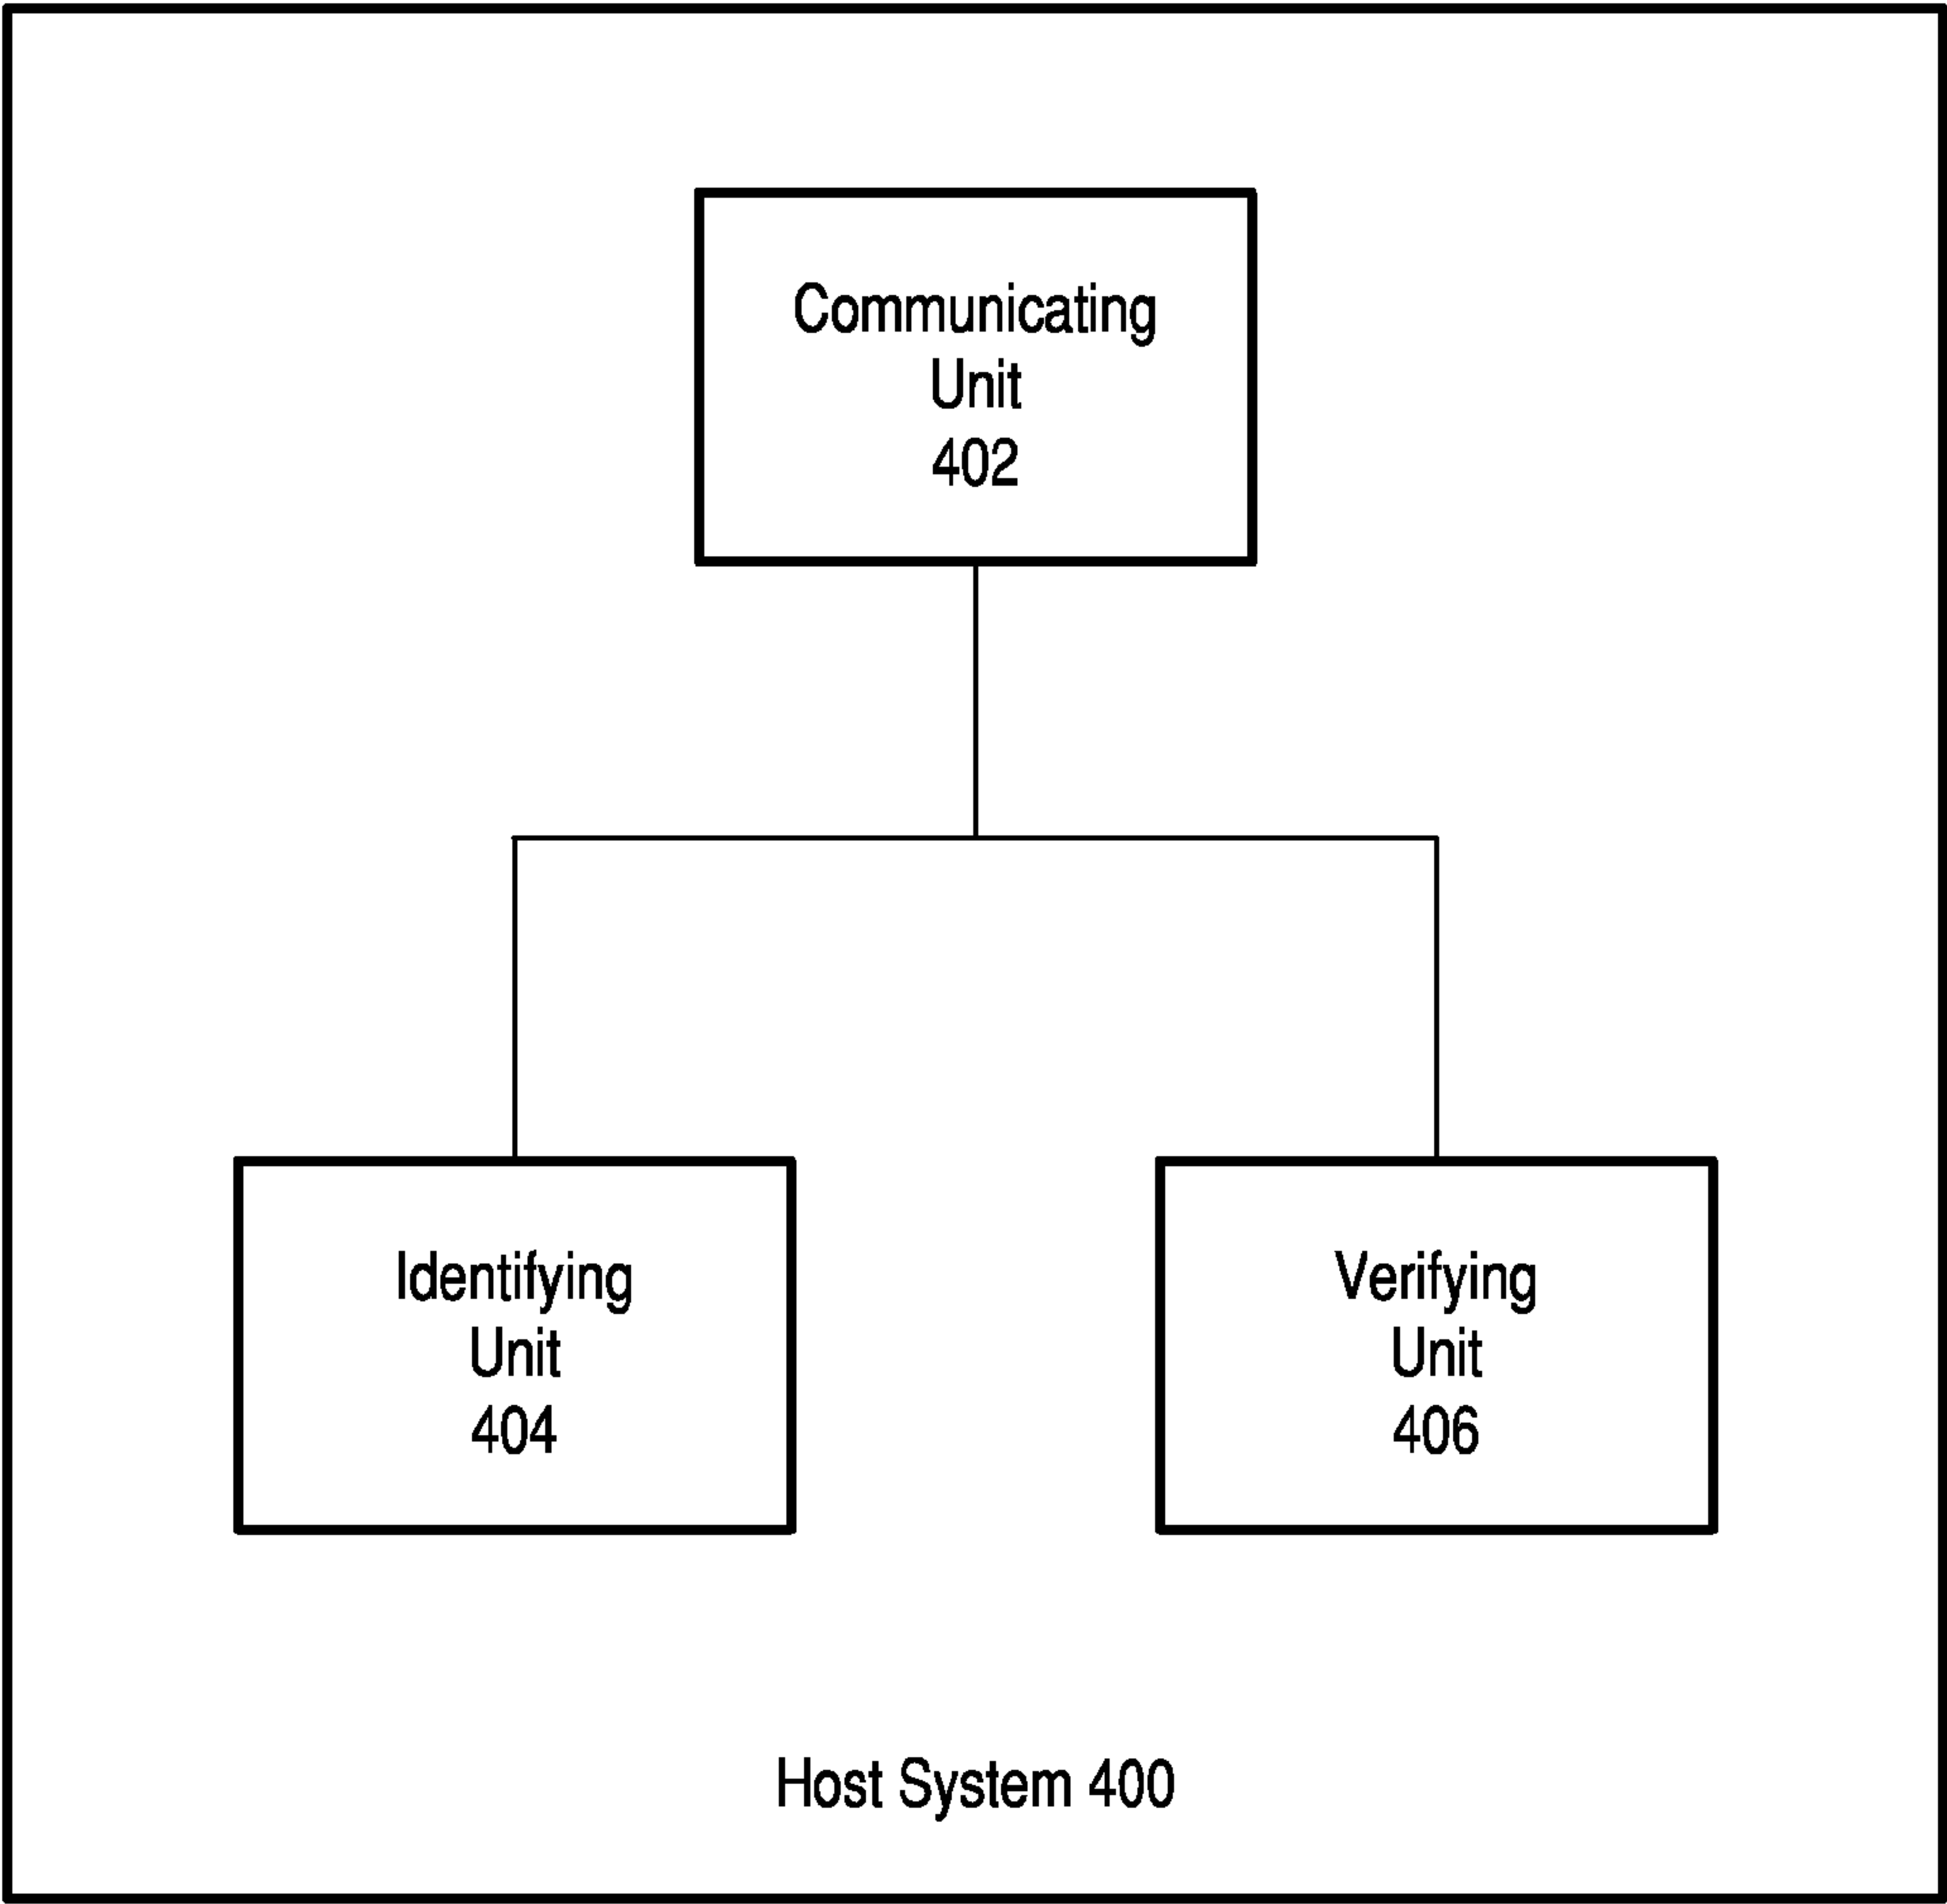 Communicating
Unit
402
Identifying
Unit
404
Verifying
Unit
406
Host System 400